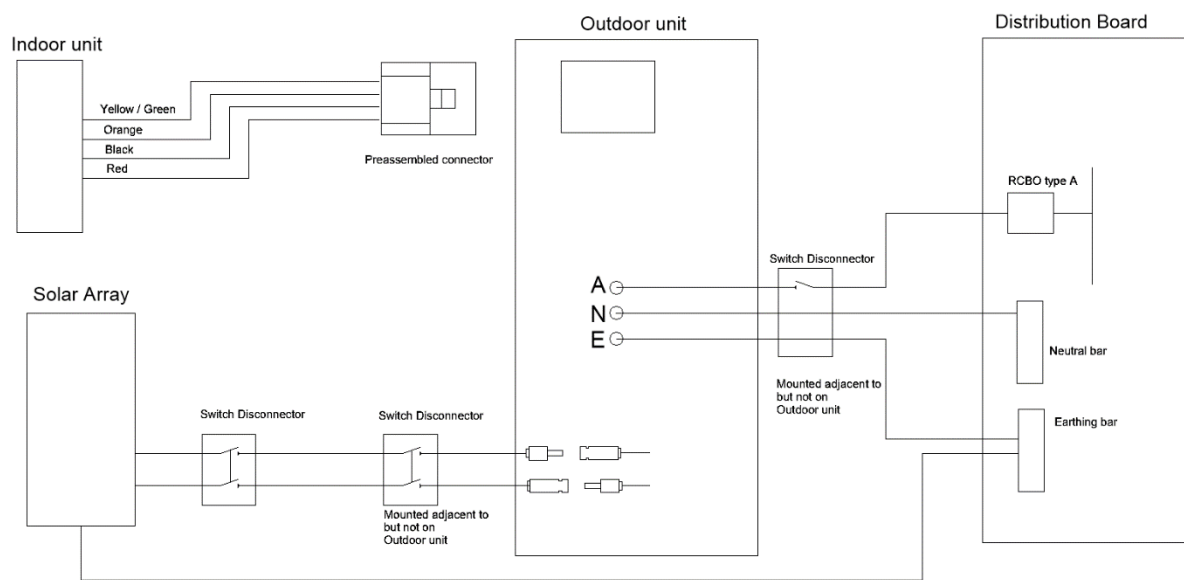 Outdoor unit
Distribution Board
Indoor unit
Yellow / Green
Orange
Black
Red
Preassembled connector
RCBO type A
Switch Disconnector
A
N
E
Neutral bar
Mounted adjacent to
but not on
Outdoor unit
Earthing bar
Solar Array
Switch Disconnector
Switch Disconnector
Mounted adjacent to
but not on
Outdoor unit